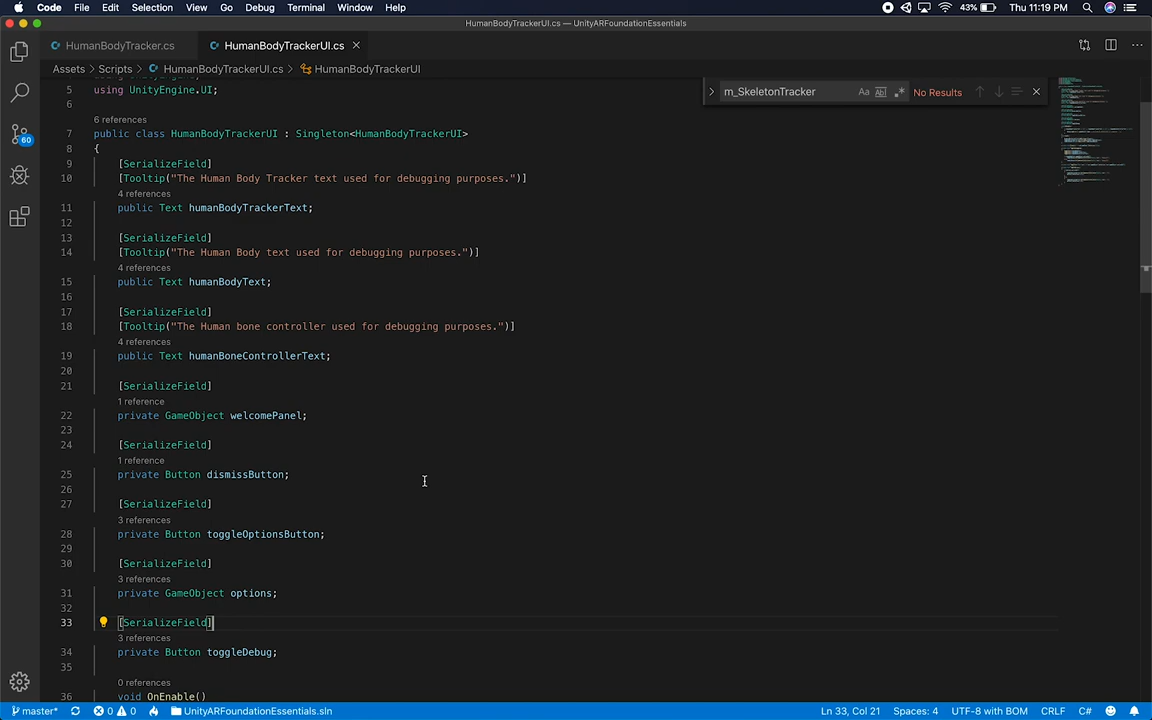 Code File Edit Selection View Go Debug Terminal Window Help 43% Thu 11:19 PM
HumanBodyTrackerUI.cs — UnityARFoundationEssentials
HumanBodyTracker.cs HumanBodyTrackerUI.cs
Assets > Scripts > HumanBodyTrackerUI.cs > HumanBodyTrackerUI
m_SkeletonTracker Aa Abl .* No Results
5 using UnityEngine.UI;
6
6 references
7 public class HumanBodyTrackerUI : Singleton<HumanBodyTrackerUI>
8 {
9 [SerializeField]
10 [Tooltip("The Human Body Tracker text used for debugging purposes.")]
4 references
11 public Text humanBodyTrackerText;
12
13 [SerializeField]
14 [Tooltip("The Human Body text used for debugging purposes.")]
4 references
15 public Text humanBodyText;
16
17 [SerializeField]
18 [Tooltip("The Human bone controller used for debugging purposes.")]
4 references
19 public Text humanBoneControllerText;
20
21 [SerializeField]
1 reference
22 private GameObject welcomePanel;
23
24 [SerializeField]
1 reference
25 private Button dismissButton;
26
27 [SerializeField]
3 references
28 private Button toggleOptionsButton;
29
30 [SerializeField]
3 references
31 private GameObject options;
32
33 [SerializeField]
3 references
34 private Button toggleDebug;
35
0 references
36 void OnEnable()
60
master* 0 0 UnityARFoundationEssentials.sln Ln 33, Col 21 Spaces: 4 UTF-8 with BOM CRLF C#